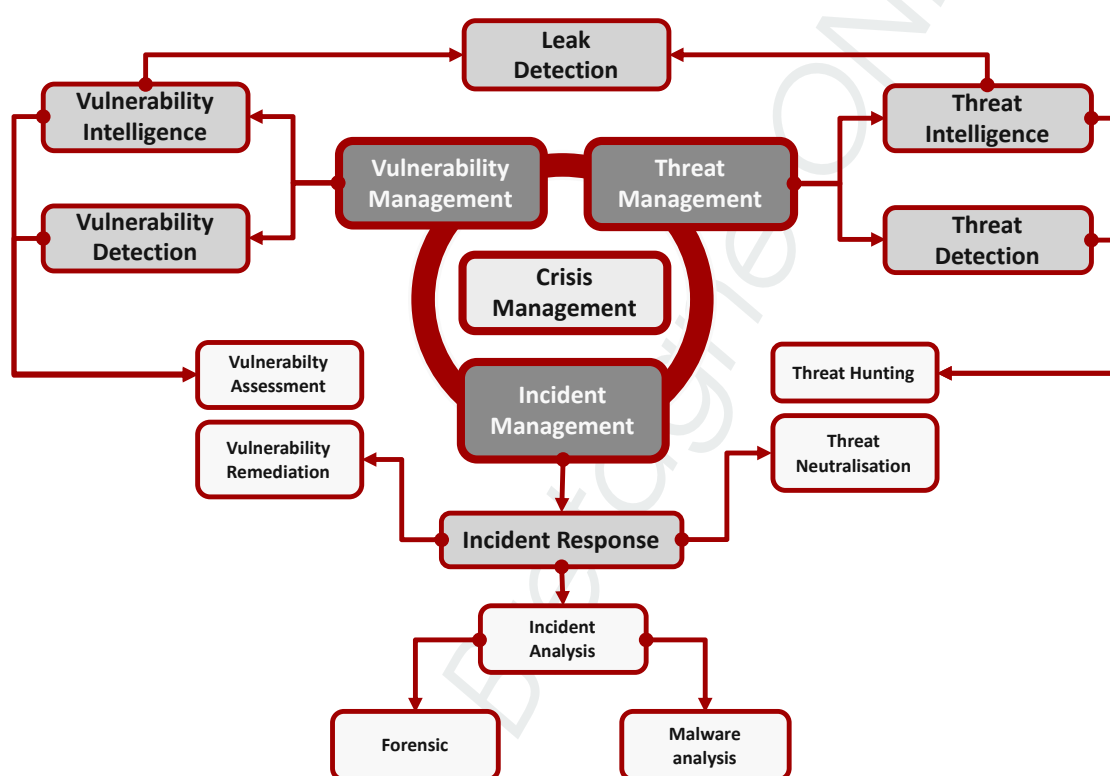 Leak
Detection
Vulnerability
Intelligence
Threat
Intelligence
Vulnerability
Management
Threat
Management
Vulnerability
Detection
Threat
Detection
Crisis
Management
Vulnerabilty
Assessment
Threat Hunting
Incident
Management
Vulnerability
Remediation
Threat
Neutralisation
Incident Response
Incident
Analysis
Forensic
Malware
analysis